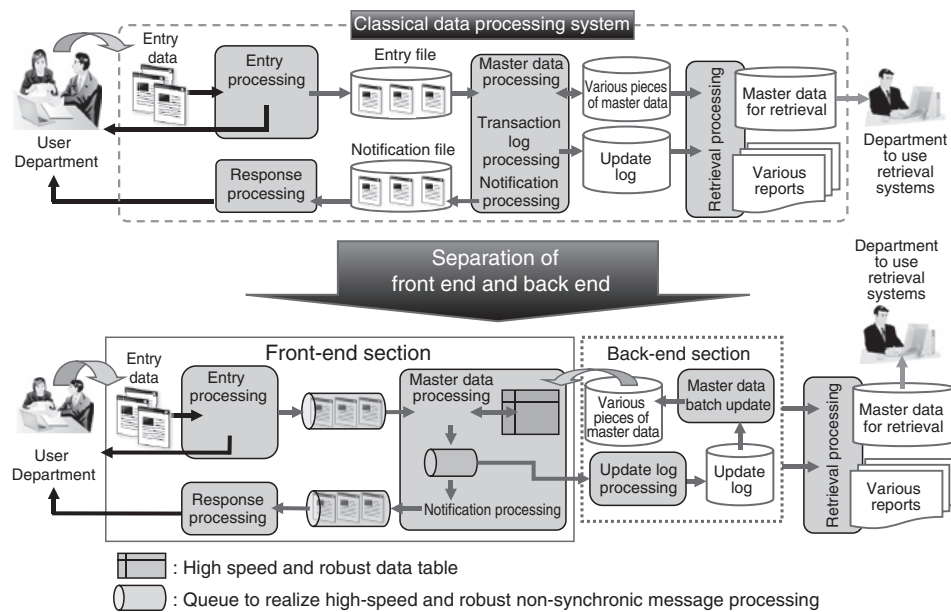 Classical data processing system
Entry
data
Entry
processing
Entry file
Master data
processing
Various pieces
of master data
Retrieval processing
Master data
for retrieval
User
Department
Transaction
log processing
Notification file
Update
log
Department
to use
retrieval
systems
Response
processing
Notification
processing
Various
reports
Separation of
front end and back end
Department
to use
retrieval
systems
Front-end section
Back-end section
Entry
data
Entry
processing
Master data
processing
Various
pieces of
master data
Master data
batch update
Retrieval processing
Master data
for retrieval
User
Department
Update log
processing
Update
log
Response
processing
Notification processing
Various
reports
: High speed and robust data table
: Queue to realize high-speed and robust non-synchronic message processing